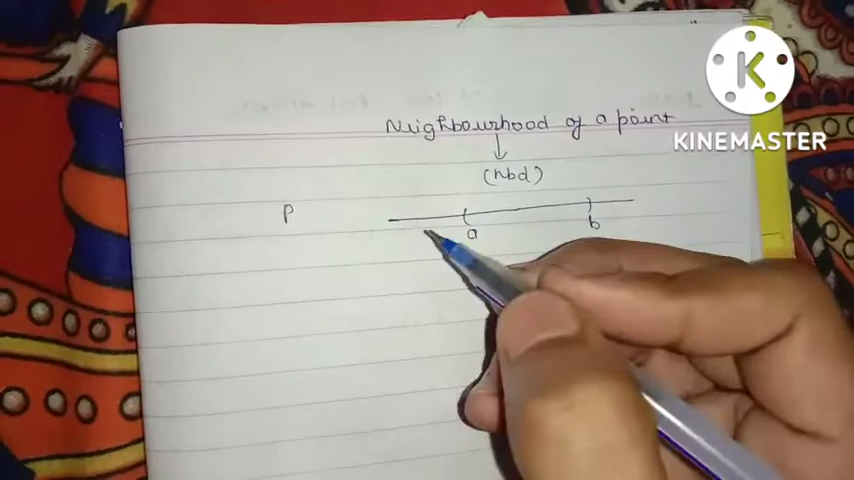 Neighbourhood of a point
(nbd)
P
( )
a b
K
KINEMASTER